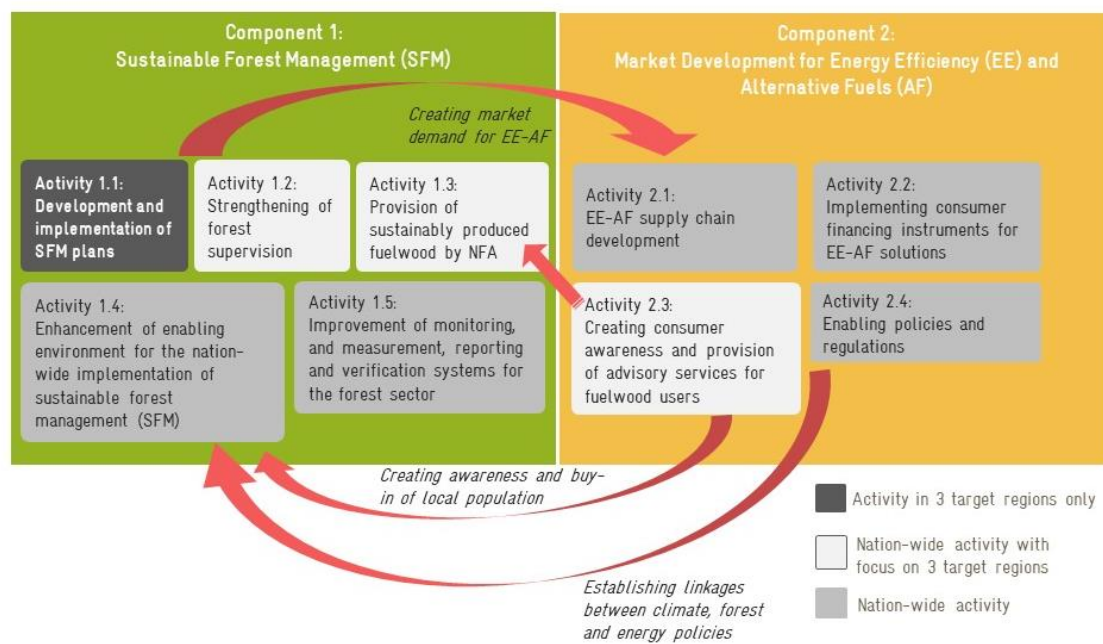 Component 1:
Sustainable Forest Management (SFM)
Component 2:
Market Development for Energy Efficiency (EE) and
Alternative Fuels (AF)
Creating market
demand for EE-AF
Activity 1.1:
Development and
implementation of
SFM plans
Activity 1.2:
Strengthening of
forest
supervision
Activity 1.3:
Provision of
sustainably produced
fuelwood by NFA
Activity 2.1:
EE-AF supply chain
development
Activity 2.2:
Implementing consumer
financing instruments for
EE-AF solutions
Activity 1.4:
Enhancement of enabling
environment for the nation-
wide implementation of
sustainable forest
management (SFM)
Activity 1.5:
Improvement of monitoring,
and measurement, reporting
and verification systems for
the forest sector
Activity 2.3:
Creating consumer
awareness and provision
of advisory services for
fuelwood users
Activity 2.4:
Enabling policies and
regulations
Creating awareness and buy-
in of local population
Establishing linkages
between climate, forest
and energy policies
Activity in 3 target regions only
Nation-wide activity with
focus on 3 target regions
Nation-wide activity